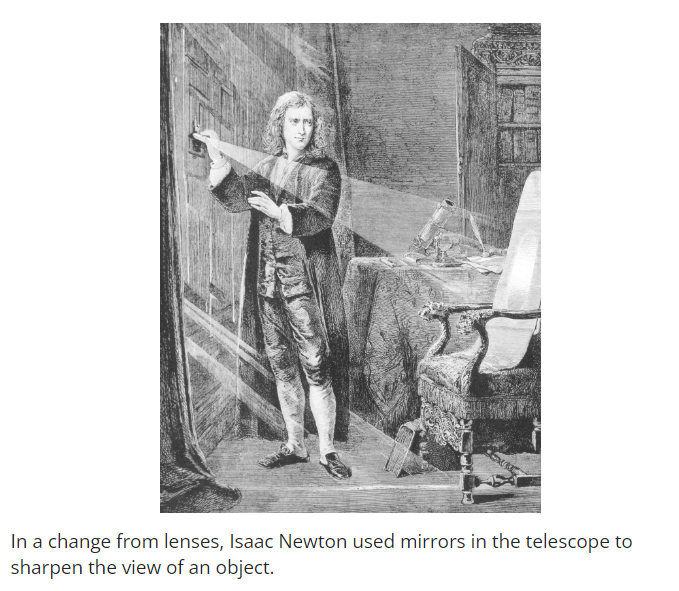 In a change from lenses, Isaac Newton used mirrors in the telescope to
sharpen the view of an object.